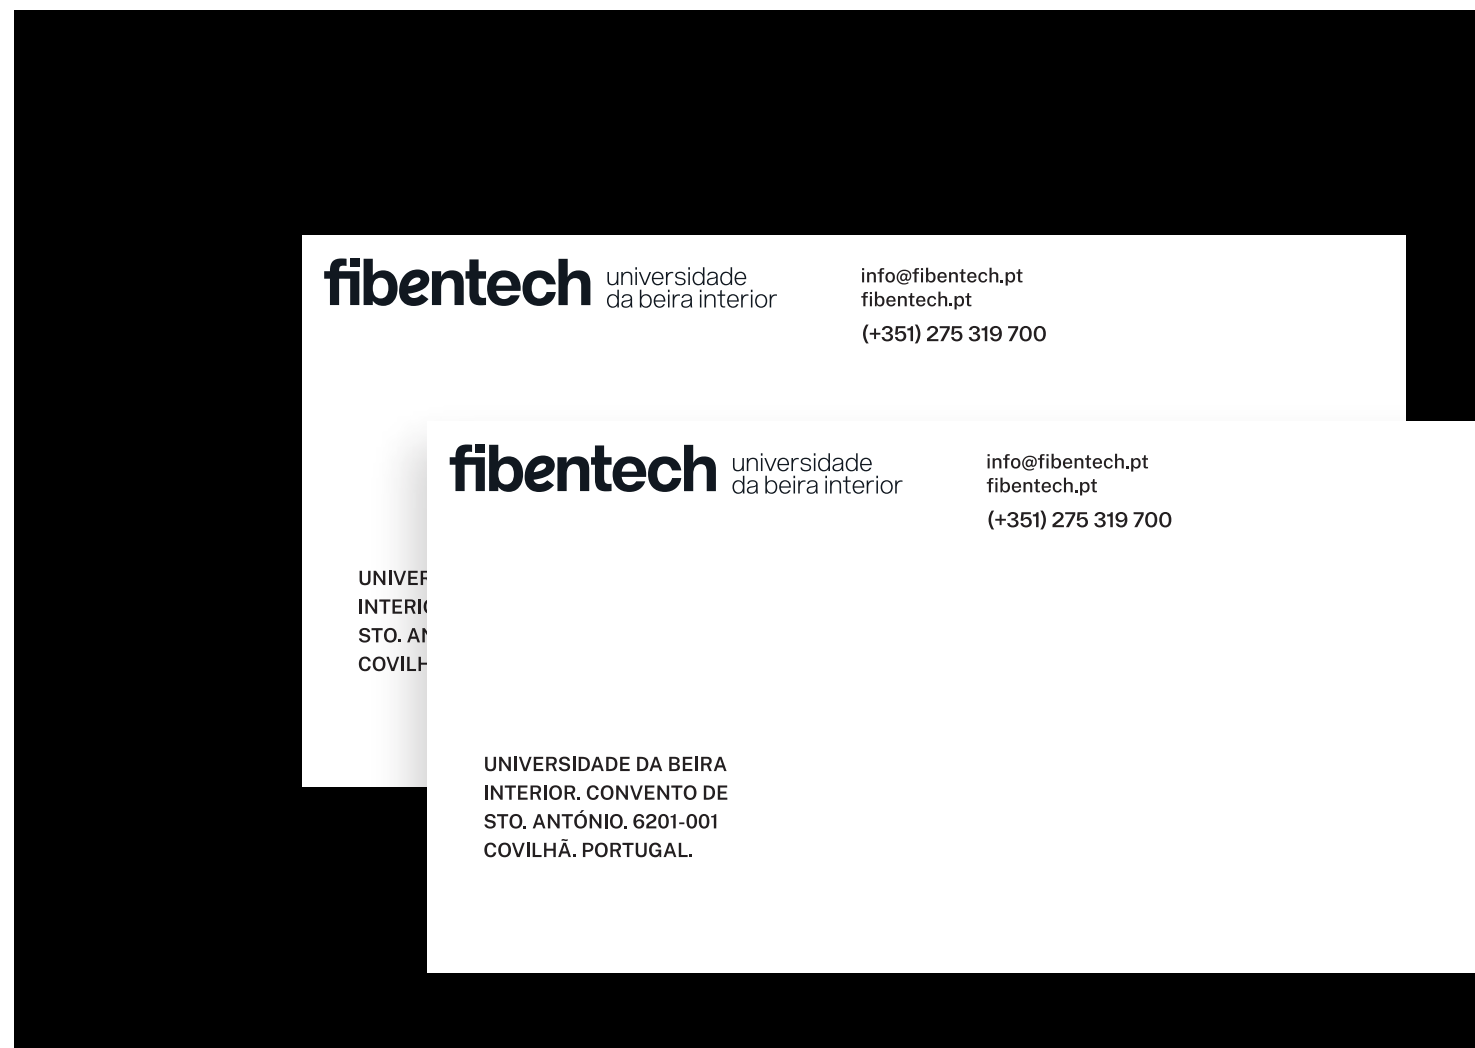 fibentech universidade
da beira interior
info@fibentech.pt
fibentech.pt
(+351) 275 319 700
STO.
fibentech universidade
da beira interior
info@fibentech.pt
fibentech.pt
(+351) 275 319 700
UNIVERSIDADE DA BEIRA
INTERIOR. CONVENTO DE
STO. ANTÓNIO. 6201-001
COVILHÃ. PORTUGAL.